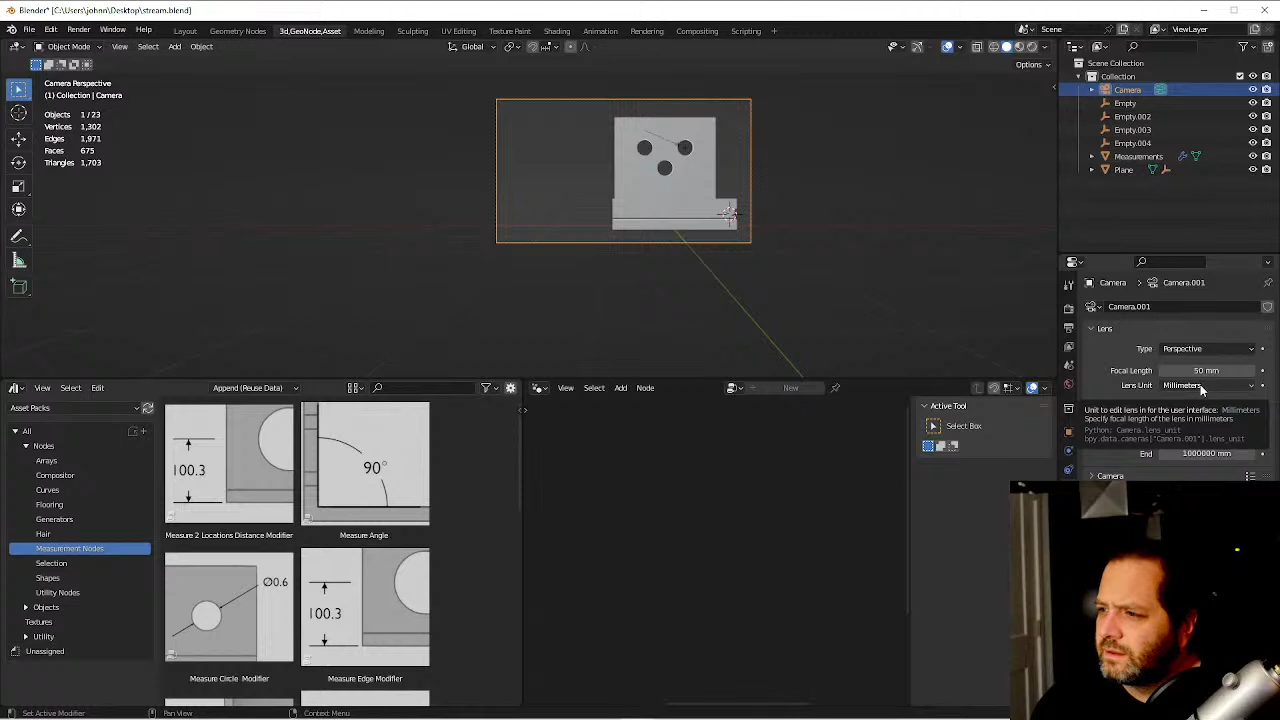 Blender* [C:\Users\john\Desktop\stream.blend]
File Edit Render Window Help Layout Geometry Nodes 3d,GeoNode,Asset Modeling Sculpting UV Editing Texture Paint Shading Animation Rendering Compositing Scripting + Scene ViewLayer
Object Mode View Select Add Object Global
Options
Camera Perspective
(1) Collection | Camera
Objects 1 / 23
Vertices 1,302
Edges 1,971
Faces 675
Triangles 1,703
Scene Collection
Collection
Camera
Empty
Empty.002
Empty.003
Empty.004
Measurements
Plane
Camera Camera.001
Camera.001
Lens
Type Perspective
Focal Length 50 mm
Lens Unit Millimeters
Unit to edit lens in for the user interface: Millimeters
Specify focal length of the lens in millimeters
Python: Camera.lens_unit
bpy.data.cameras["Camera.001"].lens_unit
End 1000000 mm
Camera
View Select Edit Append (Reuse Data)
Asset Packs
All
Nodes
Arrays
Compositor
Curves
Flooring
Generators
Hair
Measurement Nodes
Selection
Shapes
Utility Nodes
Objects
Textures
Utility
Unassigned
100.3
90°
Measure 2 Locations Distance Modifier
Measure Angle
Ø0.6
100.3
Measure Circle Modifier
Measure Edge Modifier
View Select Add Node New
Active Tool
Select Box
Set Active Modifier Pan View Context Menu